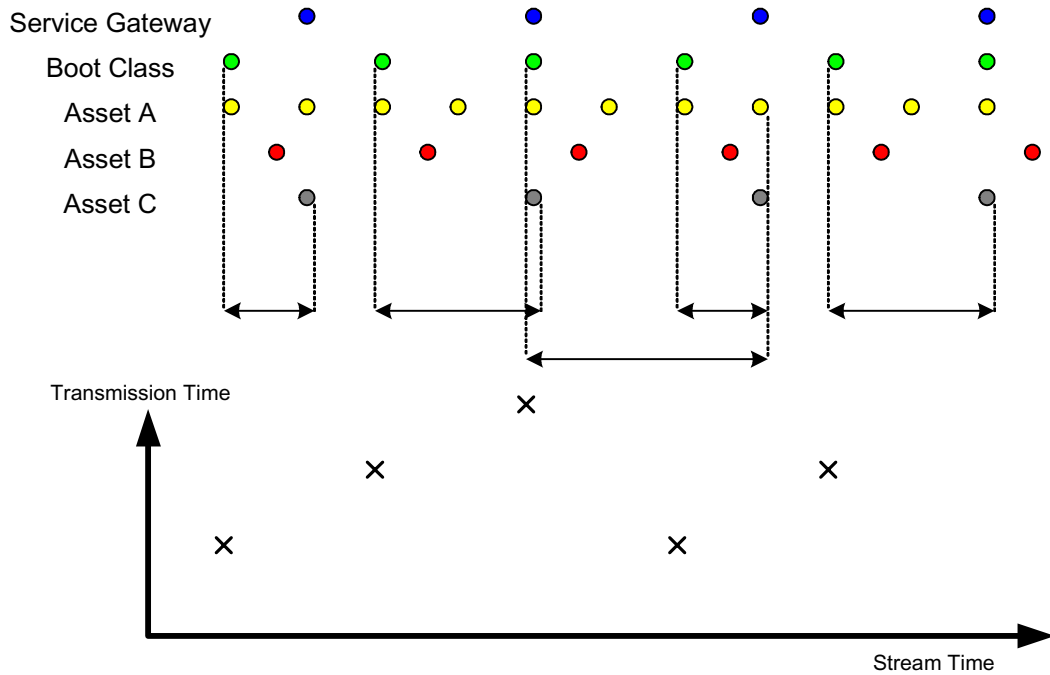 Service Gateway
Boot Class
Asset A
Asset B
Asset C
Transmission Time
Stream Time